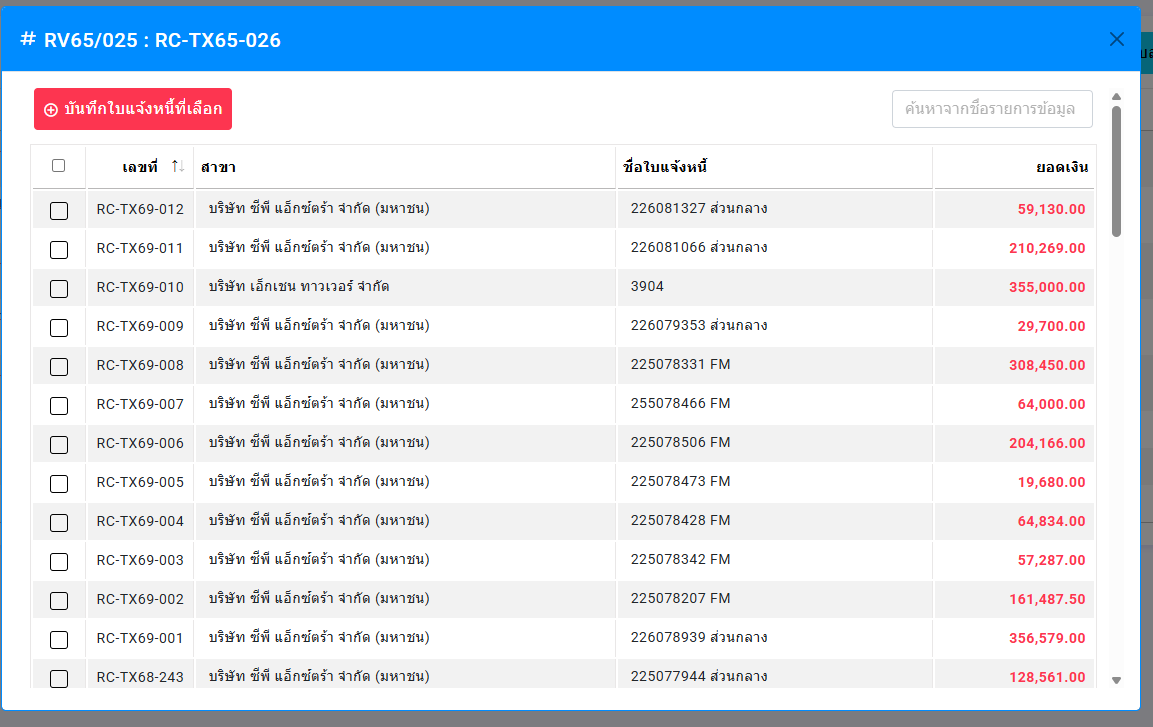 # RV65/025 : RC-TX65-026
บันทึกใบแจ้งหนี้ที่เลือก
ค้นหาจากชื่อรายการข้อมูล
เลขที่ สาขา ชื่อใบแจ้งหนี้ ยอดเงิน
RC-TX69-012 บริษัท ซีพี แอ็กซ์ตร้า จำกัด (มหาชน) 226081327 ส่วนกลาง 59,130.00
RC-TX69-011 บริษัท ซีพี แอ็กซ์ตร้า จำกัด (มหาชน) 226081066 ส่วนกลาง 210,269.00
RC-TX69-010 บริษัท เอ็กเชน ทาวเวอร์ จำกัด 3904 355,000.00
RC-TX69-009 บริษัท ซีพี แอ็กซ์ตร้า จำกัด (มหาชน) 226079353 ส่วนกลาง 29,700.00
RC-TX69-008 บริษัท ซีพี แอ็กซ์ตร้า จำกัด (มหาชน) 225078331 FM 308,450.00
RC-TX69-007 บริษัท ซีพี แอ็กซ์ตร้า จำกัด (มหาชน) 255078466 FM 64,000.00
RC-TX69-006 บริษัท ซีพี แอ็กซ์ตร้า จำกัด (มหาชน) 225078506 FM 204,166.00
RC-TX69-005 บริษัท ซีพี แอ็กซ์ตร้า จำกัด (มหาชน) 225078473 FM 19,680.00
RC-TX69-004 บริษัท ซีพี แอ็กซ์ตร้า จำกัด (มหาชน) 225078428 FM 64,834.00
RC-TX69-003 บริษัท ซีพี แอ็กซ์ตร้า จำกัด (มหาชน) 225078342 FM 57,287.00
RC-TX69-002 บริษัท ซีพี แอ็กซ์ตร้า จำกัด (มหาชน) 225078207 FM 161,487.50
RC-TX69-001 บริษัท ซีพี แอ็กซ์ตร้า จำกัด (มหาชน) 226078939 ส่วนกลาง 356,579.00
RC-TX68-243 บริษัท ซีพี แอ็กซ์ตร้า จำกัด (มหาชน) 225077944 ส่วนกลาง 128,561.00